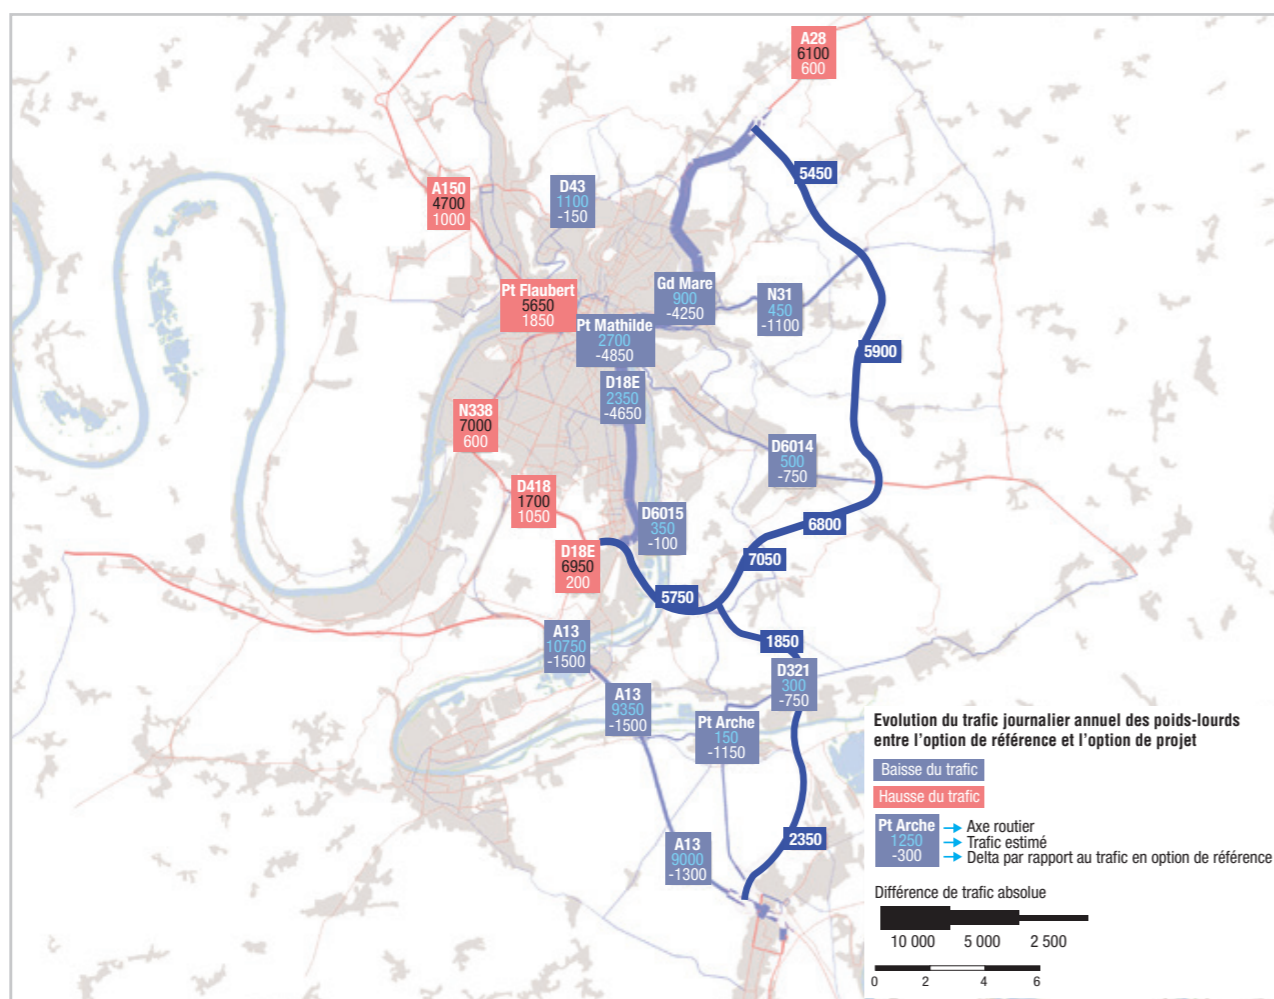 A28
6100
600
5450
A150
4700
1000
D43
1100
-150
Pt Flaubert
5650
1850
Gd Mare
900
-4250
N31
450
-1100
Pt Mathilde
2700
-4850
5900
D18E
2350
-4650
N338
7000
600
D6014
500
-750
D418
1700
1050
D6015
350
-100
6800
D18E
6950
200
7050
5750
A13
10750
-1500
1850
D321
300
-750
A13
9350
-1500
Pt Arche
150
-1150
A13
9000
-1300
2350
Evolution du trafic journalier annuel des poids-lourds
entre l'option de référence et l'option de projet
Baisse du trafic
Hausse du trafic
Pt Arche
1250
-300
Axe routier
Trafic estimé
Delta par rapport au trafic en option de référence
Différence de trafic absolue
10 000 5 000 2 500
0 2 4 6